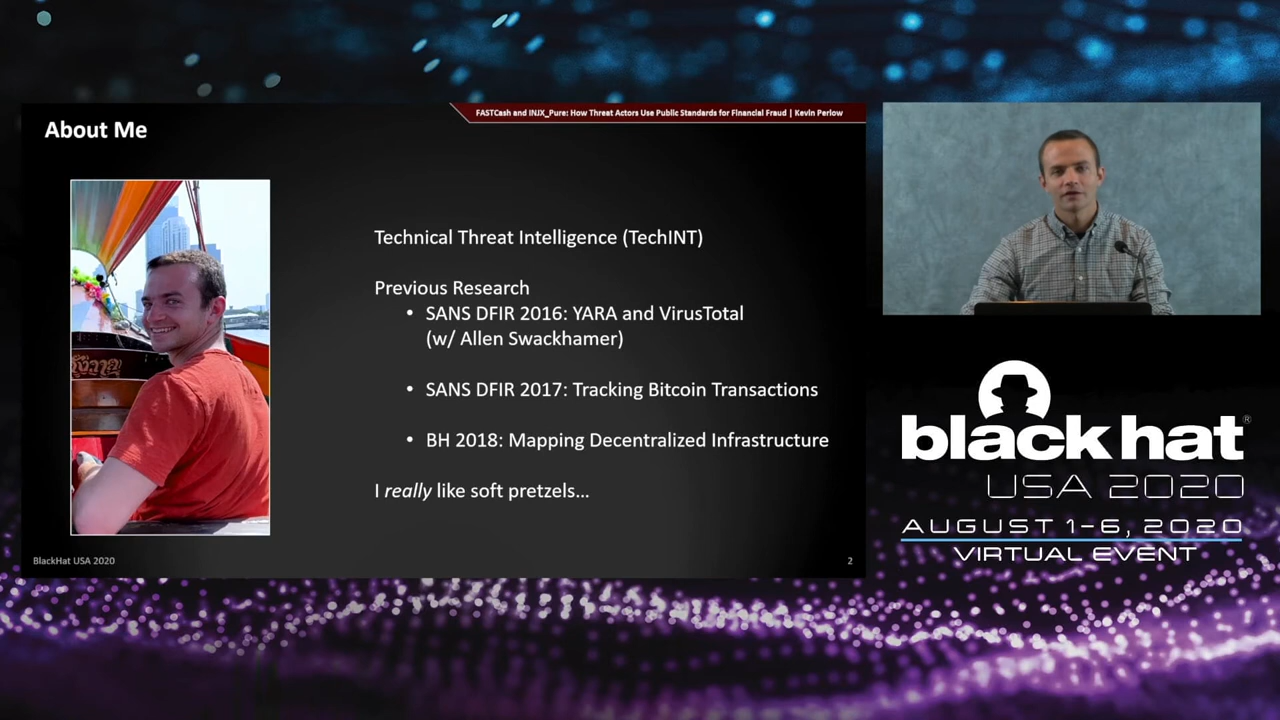 FASTCash and INJX_Pure: How Threat Actors Use Public Standards for Financial Fraud | Kevin Perlow
About Me
Technical Threat Intelligence (TechINT)
Previous Research
• SANS DFIR 2016: YARA and VirusTotal
(w/ Allen Swackhamer)
• SANS DFIR 2017: Tracking Bitcoin Transactions
• BH 2018: Mapping Decentralized Infrastructure
I really like soft pretzels...
BlackHat USA 2020
2
black hat®
USA 2020
AUGUST 1-6, 2020
VIRTUAL EVENT